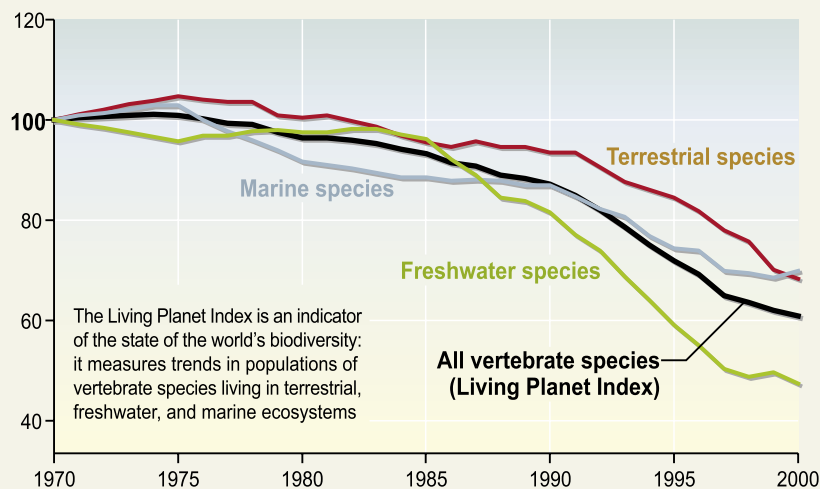 120
100
80
60
40
Terrestrial species
Marine species
Freshwater species
The Living Planet Index is an indicator
of the state of the world's biodiversity:
it measures trends in populations of
vertebrate species living in terrestrial,
freshwater, and marine ecosystems
All vertebrate species
(Living Planet Index)
1970 1975 1980 1985 1990 1995 2000